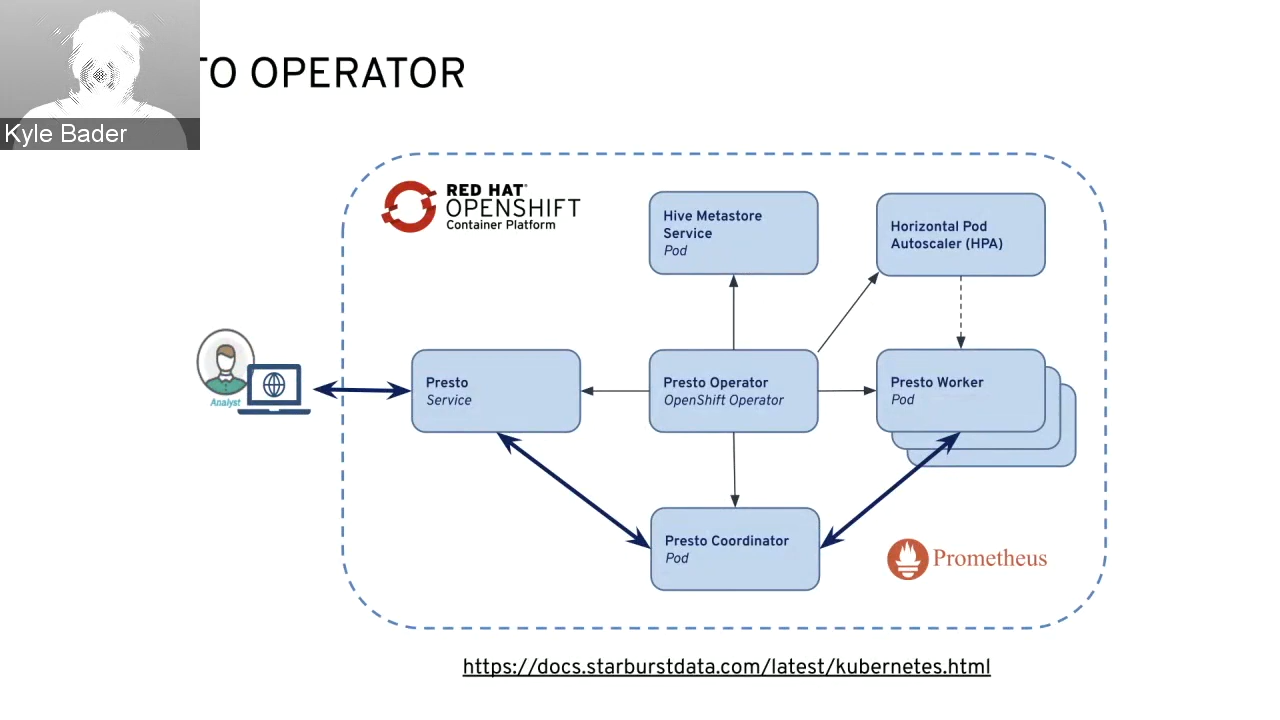 TO OPERATOR
Kyle Bader
RED HAT®
OPENSHIFT
Container Platform
Hive Metastore
Service
Pod
Horizontal Pod
Autoscaler (HPA)
Analyst
Presto
Service
Presto Operator
OpenShift Operator
Presto Worker
Pod
Presto Coordinator
Pod
Prometheus
https://docs.starburstdata.com/latest/kubernetes.html